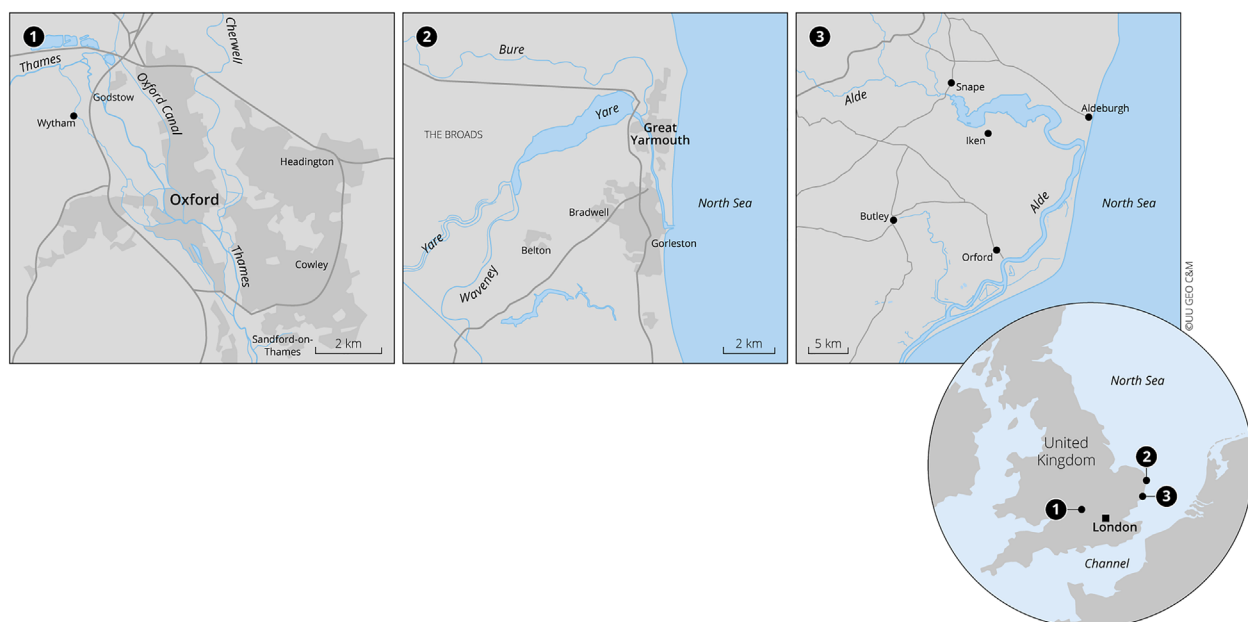 1
Thames
Cherwell
Oxford Canal
Godstow
Wytham
Headington
Oxford
Thames
Cowley
Sandford-on-
Thames
2 km
2
Bure
THE BROADS
Yare
Great
Yarmouth
North Sea
Bradwell
Gorleston
Yare
Belton
Waveney
2 km
3
Snape
Alde
Aldeburgh
Iken
Alde
North Sea
Butley
Orford
5 km
©UU GEO C&M
North Sea
United
Kingdom
2
3
1
London
Channel